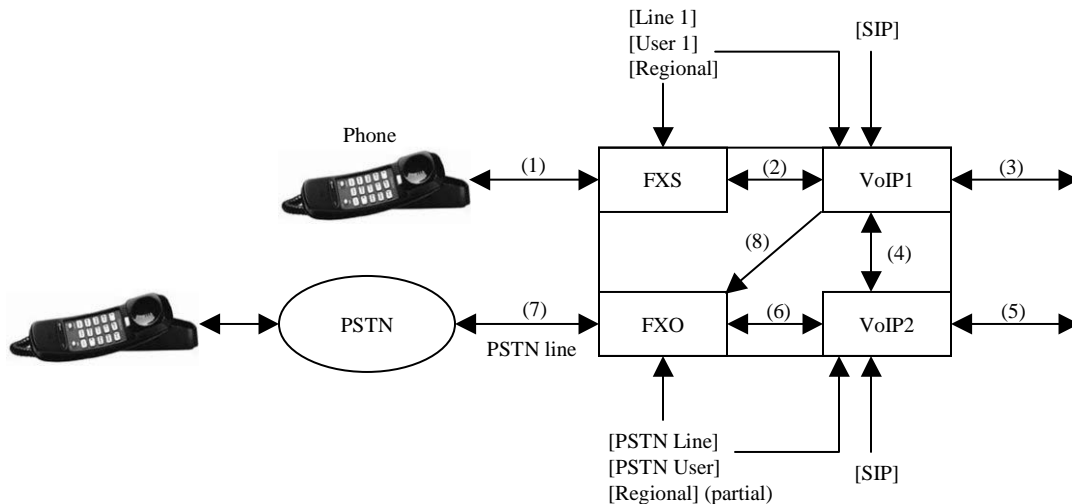 [Line 1]
[User 1]
[Regional]
[SIP]
Phone
(1)
FXS
(2)
VoIP1
(3)
(8)
(4)
PSTN
(7)
PSTN line
FXO
(6)
VoIP2
(5)
[PSTN Line]
[PSTN User]
[Regional] (partial)
[SIP]